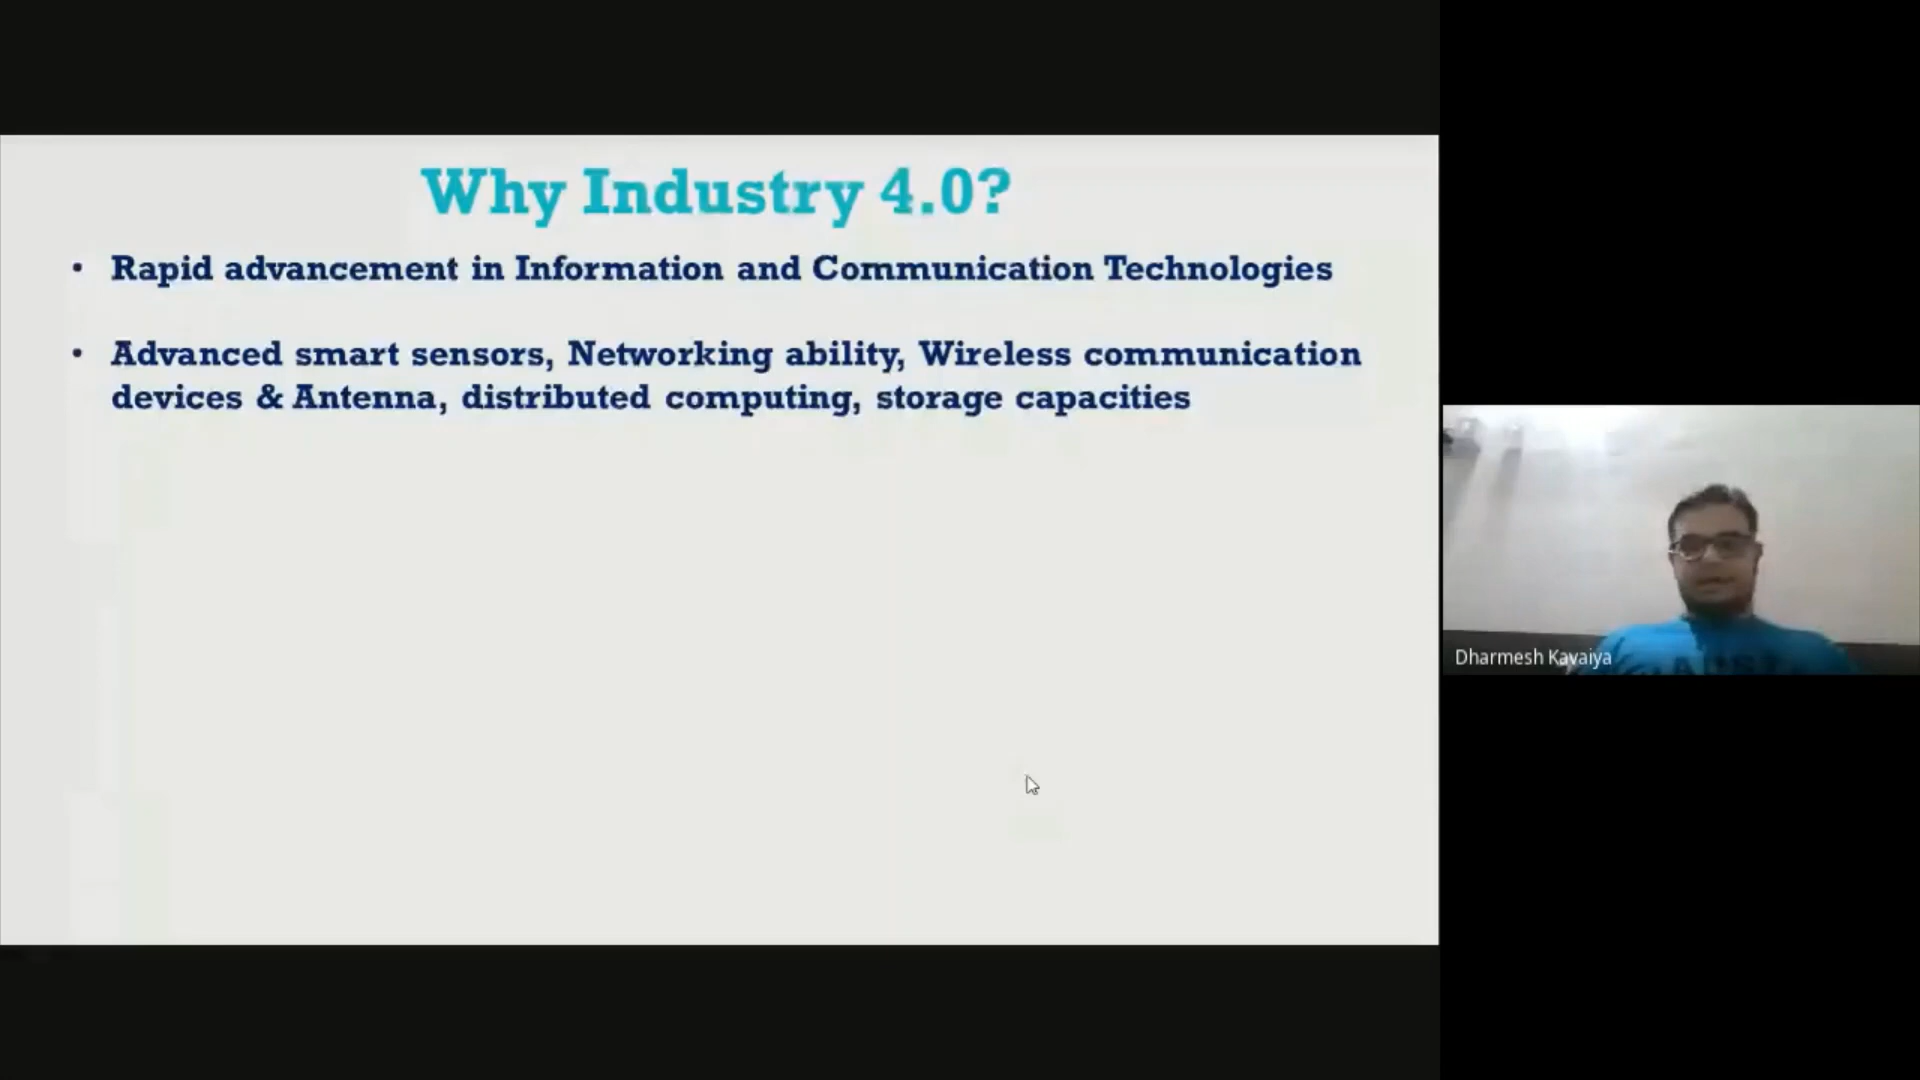 Why Industry 4.0?
• Rapid advancement in Information and Communication Technologies
• Advanced smart sensors, Networking ability, Wireless communication
devices & Antenna, distributed computing, storage capacities
Dharmesh Kavaiya